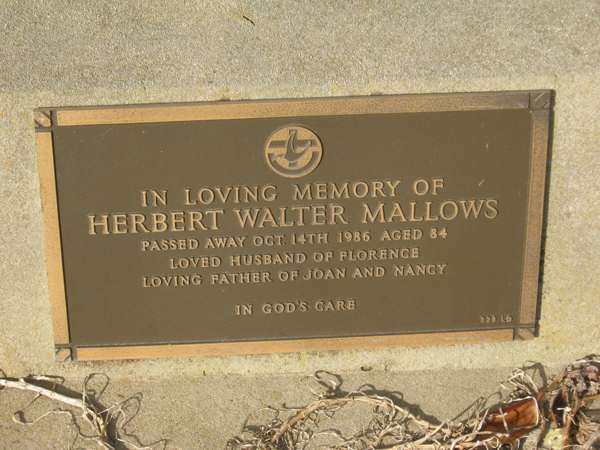 IN LOVING MEMORY OF
HERBERT WALTER MALLOWS
PASSED AWAY OCT. 14TH 1986 AGED 84
LOVED HUSBAND OF FLORENCE
LOVING FATHER OF JOAN AND NANCY
IN GOD'S CARE